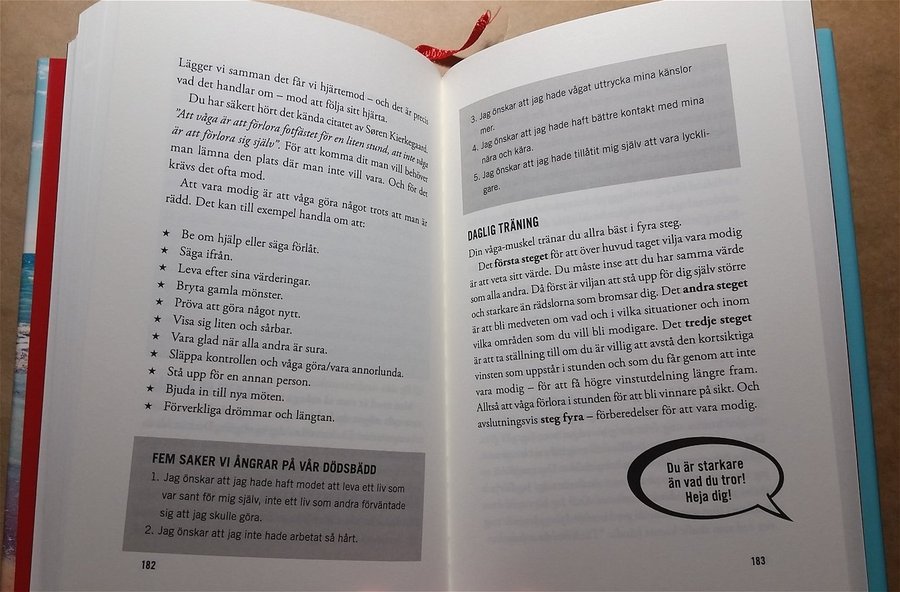 Lägger vi samman det får vi hjärtemod – och det är precis
vad det handlar om – mod att följa sitt hjärta.
Du har säkert hört det kända citatet av Søren Kierkegaard.
"Att våga är att förlora fotfästet för en liten stund, att inte våga
är att förlora sig själv". För att komma dit man vill behöver
man lämna den plats där man inte vill vara. Och för det
krävs det ofta mod.
Att vara modig är att våga göra något trots att man är
rädd. Det kan till exempel handla om att:
★ Be om hjälp eller säga förlåt.
★ Säga ifrån.
★ Leva efter sina värderingar.
★ Bryta gamla mönster.
★ Pröva att göra något nytt.
★ Visa sig liten och sårbar.
★ Vara glad när alla andra är sura.
★ Släppa kontrollen och våga göra/vara annorlunda.
★ Stå upp för en annan person.
★ Bjuda in till nya möten.
★ Förverkliga drömmar och längtan.
FEM SAKER VI ÅNGRAR PÅ VÅR DÖDSBÄDD
1. Jag önskar att jag hade haft modet att leva ett liv som
var sant för mig själv, inte ett liv som andra förväntade
sig att jag skulle göra.
2. Jag önskar att jag inte hade arbetat så hårt.
182
3. Jag önskar att jag hade vågat uttrycka mina känslor
mer.
4. Jag önskar att jag hade haft bättre kontakt med mina
nära och kära.
5. Jag önskar att jag hade tillåtit mig själv att vara lyckli-
gare.
DAGLIG TRÄNING
Din våga-muskel tränar du allra bäst i fyra steg.
Det första steget för att över huvud taget vilja vara modig
är att veta sitt värde. Du måste inse att du har samma värde
som alla andra. Då först är viljan att stå upp för dig själv större
och starkare än rädslorna som bromsar dig. Det andra steget
är att bli medveten om vad och i vilka situationer och inom
vilka områden som du vill bli modigare. Det tredje steget
är att ta ställning till om du är villig att avstå den kortsiktiga
vinsten som uppstår i stunden och som du får genom att inte
vara modig – för att få högre vinstutdelning längre fram.
Alltså att våga förlora i stunden för att bli vinnare på sikt. Och
avslutningsvis steg fyra – förberedelser för att vara modig.
Du är starkare
än vad du tror!
Heja dig!
183